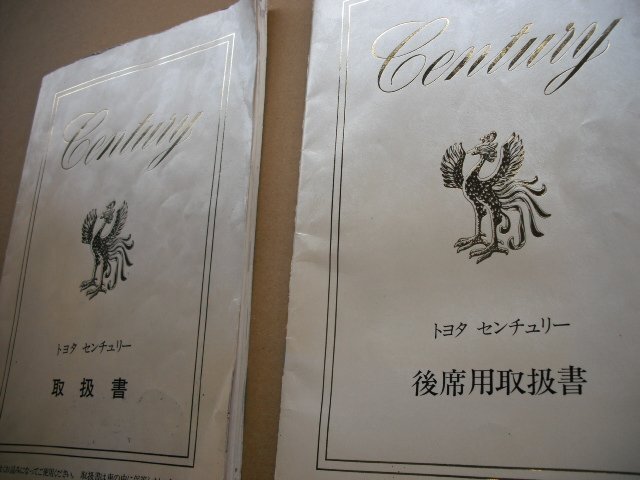 Century
トヨタ センチュリー
取扱書
Century
トヨタ センチュリー
後席用取扱書